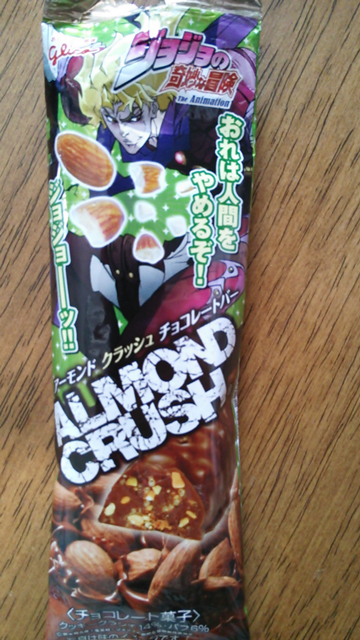 glico
ジョジョの
奇妙な冒険
The Animation
おれは人間を
やめるぞ!
ジョジョーーッ!!
アーモンド クラッシュ チョコレートバー
ALMOND
CRUSH
〈チョコレート菓子〉